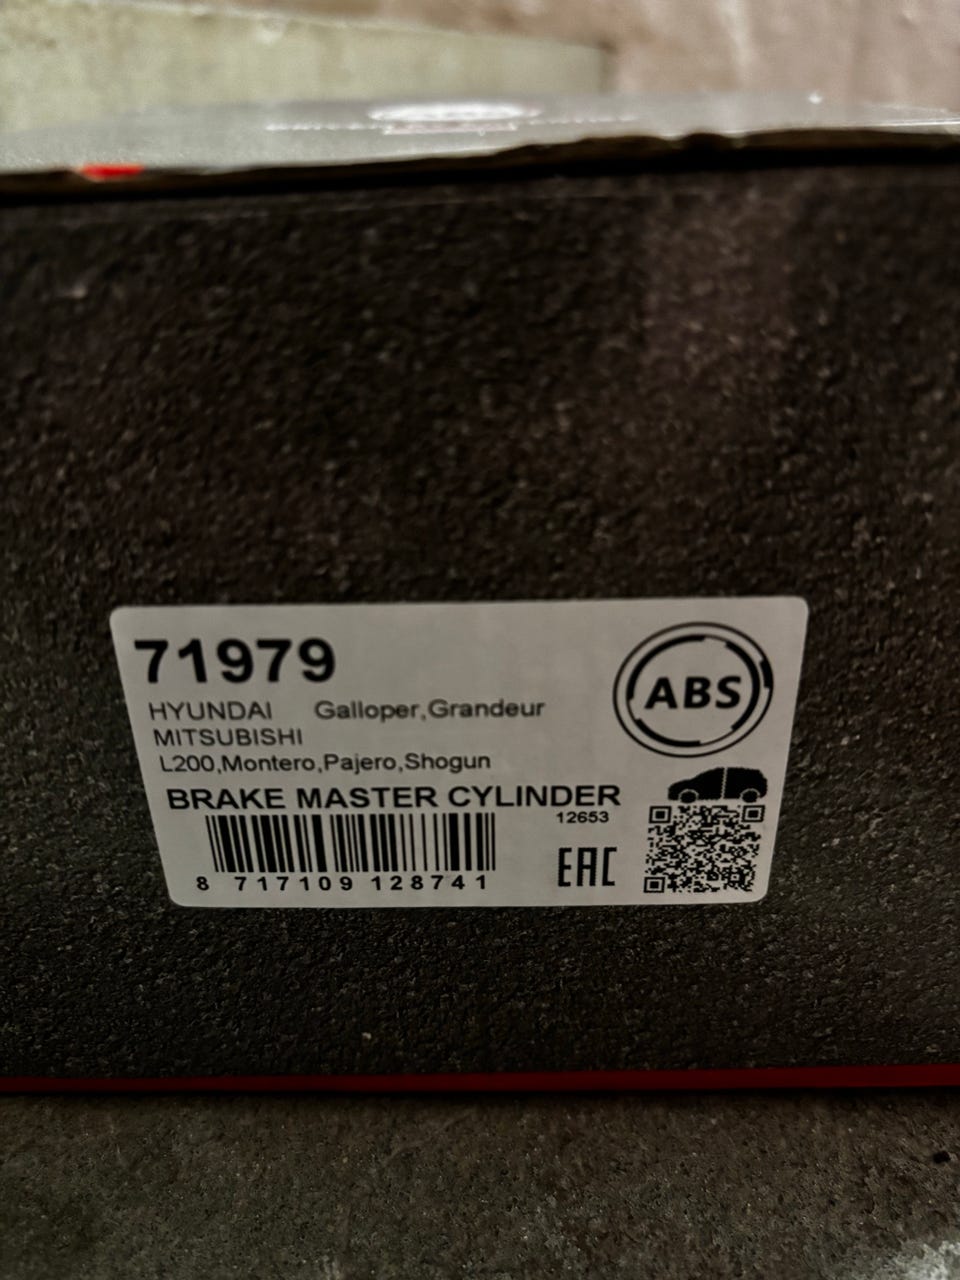 71979
ABS
HYUNDAI Galloper,Grandeur
MITSUBISHI
L200,Montero,Pajero,Shogun
BRAKE MASTER CYLINDER
12653
8 717109 128741
EAC